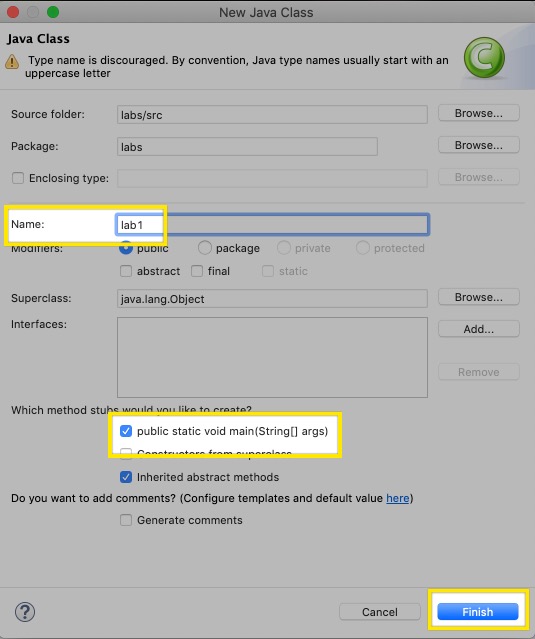 New Java Class
Java Class
Type name is discouraged. By convention, Java type names usually start with an
uppercase letter
Source folder: labs/src Browse...
Package: labs Browse...
Enclosing type: Browse...
Name: lab1
Modifiers: public package private protected
abstract final static
Superclass: java.lang.Object Browse...
Interfaces: Add...
Remove
Which method stubs would you like to create?
public static void main(String[] args)
Constructors from superclass
Inherited abstract methods
Do you want to add comments? (Configure templates and default value here)
Generate comments
? Cancel Finish